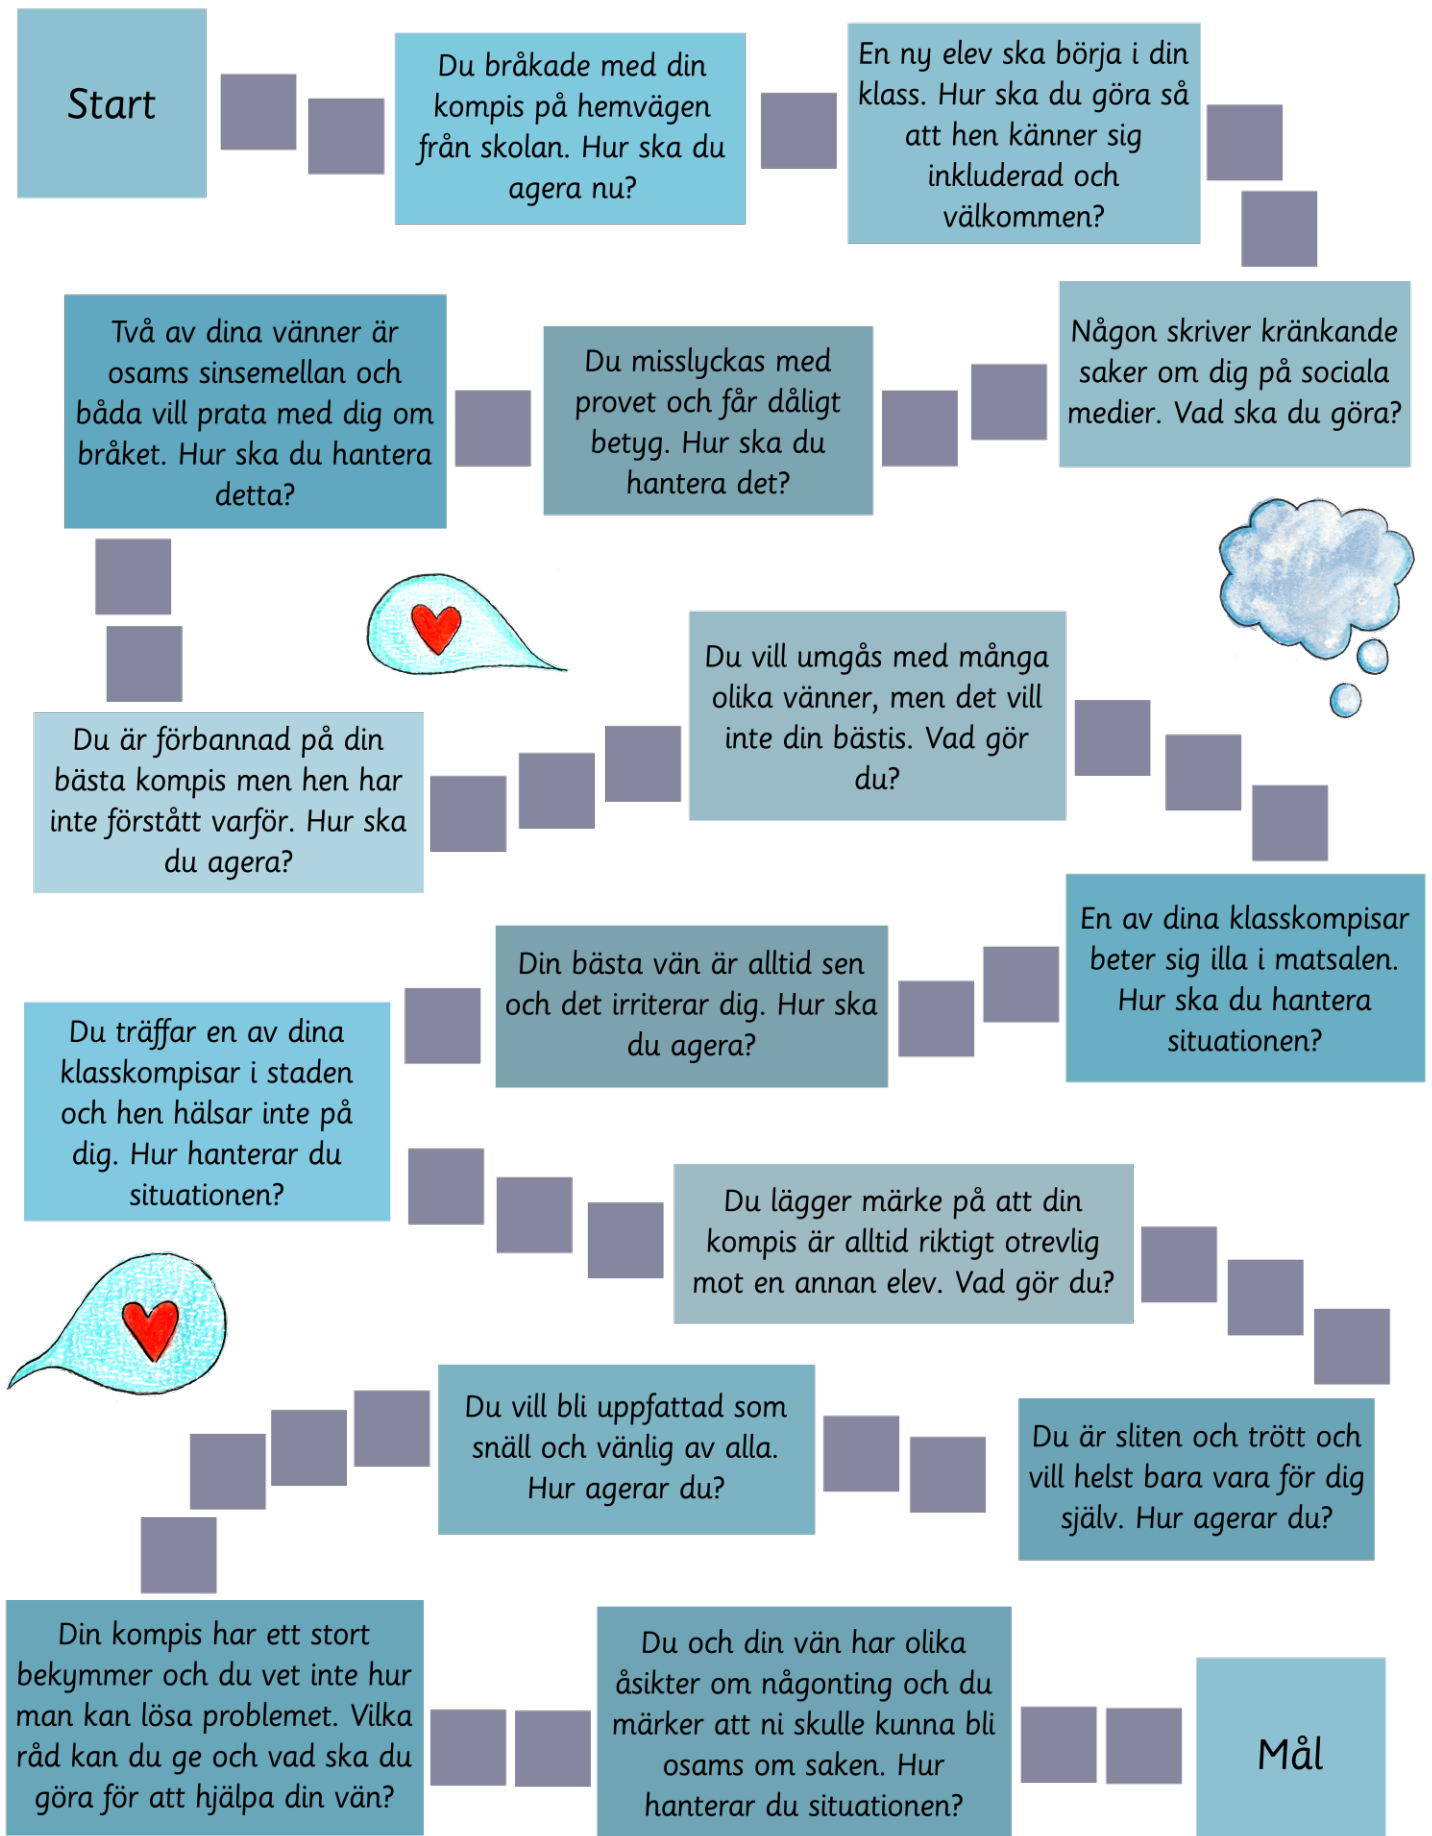 Start
Du bråkade med din
kompis på hemvägen
från skolan. Hur ska du
agera nu?
En ny elev ska börja i din
klass. Hur ska du göra så
att hen känner sig
inkluderad och
välkommen?
Någon skriver kränkande
saker om dig på sociala
medier. Vad ska du göra?
Du misslyckas med
provet och får dåligt
betyg. Hur ska du
hantera det?
Två av dina vänner är
osams sinsemellan och
båda vill prata med dig om
bråket. Hur ska du hantera
detta?
Du är förbannad på din
bästa kompis men hen har
inte förstått varför. Hur ska
du agera?
Du vill umgås med många
olika vänner, men det vill
inte din bästis. Vad gör
du?
En av dina klasskompisar
beter sig illa i matsalen.
Hur ska du hantera
situationen?
Din bästa vän är alltid sen
och det irriterar dig. Hur ska
du agera?
Du träffar en av dina
klasskompisar i staden
och hen hälsar inte på
dig. Hur hanterar du
situationen?
Du lägger märke på att din
kompis är alltid riktigt otrevlig
mot en annan elev. Vad gör du?
Du är sliten och trött och
vill helst bara vara för dig
själv. Hur agerar du?
Du vill bli uppfattad som
snäll och vänlig av alla.
Hur agerar du?
Din kompis har ett stort
bekymmer och du vet inte hur
man kan lösa problemet. Vilka
råd kan du ge och vad ska du
göra för att hjälpa din vän?
Du och din vän har olika
åsikter om någonting och du
märker att ni skulle kunna bli
osams om saken. Hur
hanterar du situationen?
Mål